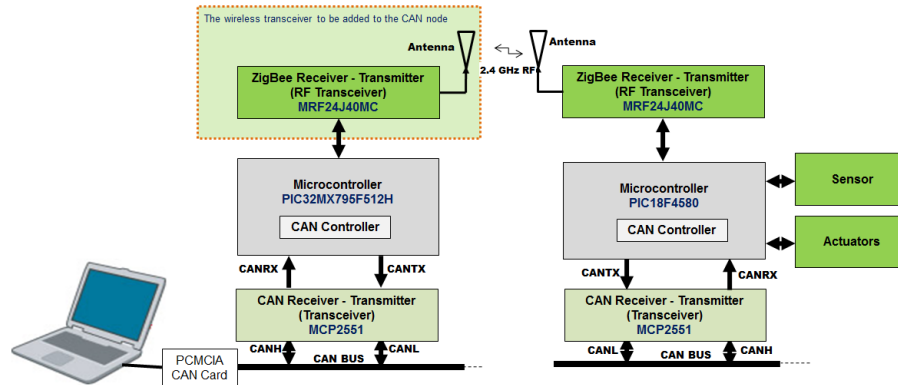 The wireless transceiver to be added to the CAN node
Antenna
Antenna
2.4 GHz RF
ZigBee Receiver - Transmitter
(RF Transceiver)
MRF24J40MC
ZigBee Receiver - Transmitter
(RF Transceiver)
MRF24J40MC
Microcontroller
PIC32MX795F512H
CAN Controller
Microcontroller
PIC18F4580
CAN Controller
Sensor
Actuators
CANRX
CANTX
CANTX
CANRX
CAN Receiver - Transmitter
(Transceiver)
MCP2551
CAN Receiver - Transmitter
(Transceiver)
MCP2551
CANH
CANL
CAN BUS
CANL
CANH
CAN BUS
PCMCIA
CAN Card